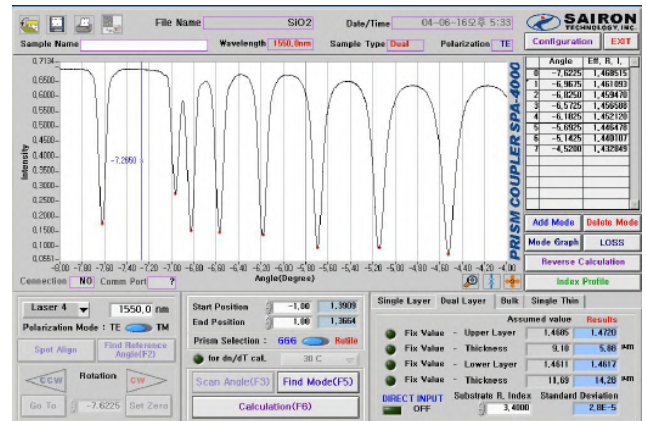 File Name SiO2 Date/Time 04-06-16오후 5:33
SAIRON
TECHNOLOGY, INC.
Sample Name Wavelength 1550.0nm Sample Type Dual Polarization TE
Configuration EXIT
0.7134
0.6500
0.6000
0.5500
0.5000
0.4500
0.4000
0.3500
0.3000
0.2500
0.2000
0.1500
0.1000
0.0551
Intensity
-7.2650
-8.00 -7.80 -7.60 -7.40 -7.20 -7.00 -6.80 -6.60 -6.40 -6.20 -6.00 -5.80 -5.60 -5.40 -5.20 -5.00 -4.80 -4.60 -4.40 -4.20 -4.00
Angle(Degree)
PRISM COUPLER SPA-4000
Connection NO Comm Port ?
Angle Eff. R. I.
0 -7.6225 1.468515
1 -6.9675 1.461093
2 -6.8250 1.459470
3 -6.5725 1.456588
4 -6.1825 1.452120
5 -5.6925 1.446478
6 -5.1425 1.440107
7 -4.5200 1.432849
Add Mode Delete Mode
Mode Graph LOSS
Reverse Calculation
Index Profile
Laser 4 1550.0 nm
Polarization Mode : TE TM
Spot Align Find Reference Angle(F2)
CCW Rotation CW
Go To -7.6225 Set Zero
Start Position -1.00 1.3909
End Position 1.00 1.3664
Prism Selection : 666 Rutile
for dn/dT cal. 30 C
Scan Angle(F3) Find Mode(F5)
Calculation(F6)
Single Layer Dual Layer Bulk Single Thin
Assumed value Results
Fix Value - Upper Layer 1.4685 1.4720
Fix Value - Thickness 9.10 5.88 μm
Fix Value - Lower Layer 1.4611 1.4617
Fix Value - Thickness 11.69 14.28 μm
DIRECT INPUT Substrate R. Index Standard Deviation
OFF 3.4000 2.8E-5